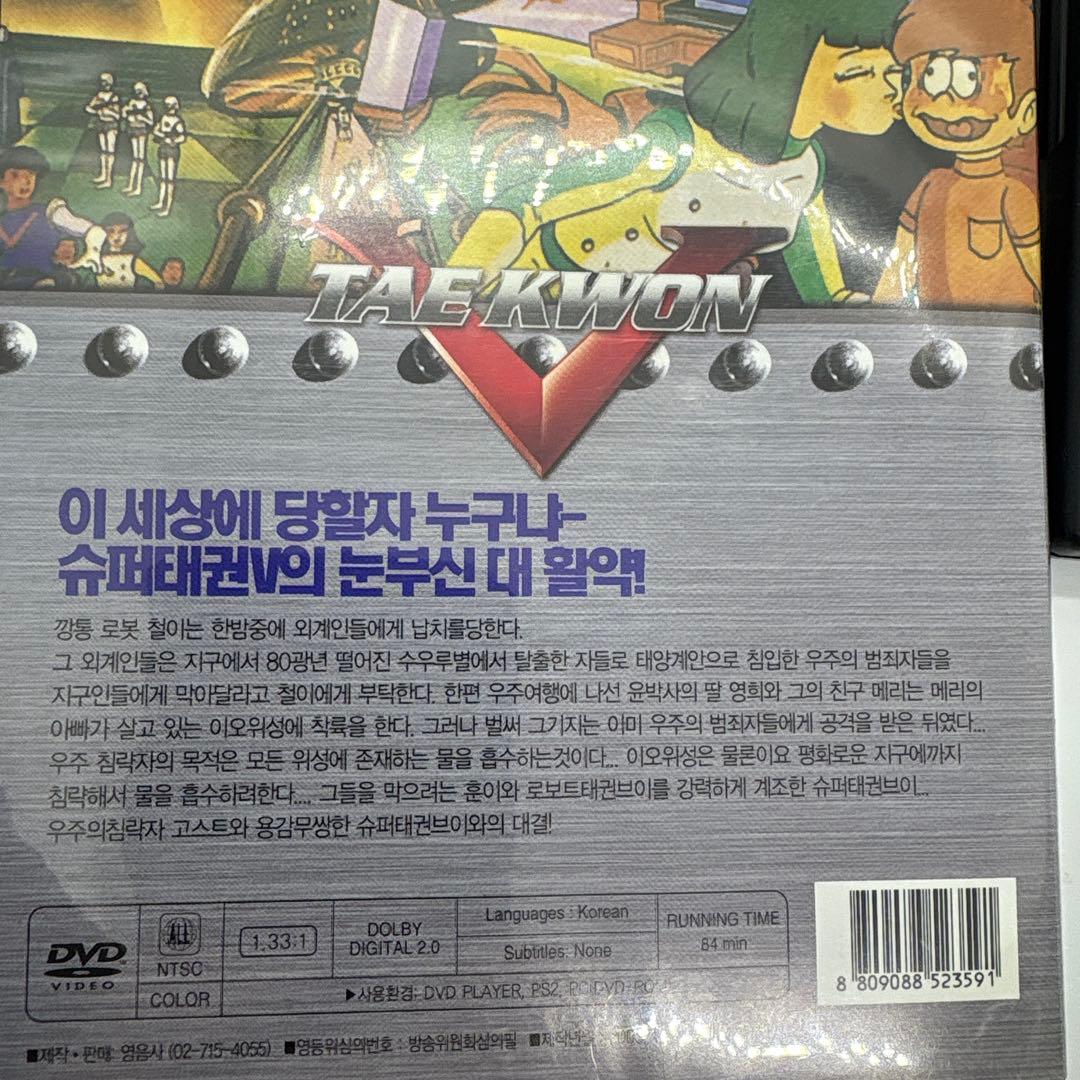 TAEKWON
V
이 세상에 당할자 누구냐-
슈퍼태권V의 눈부신 대 활약!
깡통 로봇 철이는 한밤중에 외계인들에게 납치를당한다.
그 외계인들은 지구에서 80광년 떨어진 수우루별에서 탈출한 자들로 태양계안으로 침입한 우주의 범죄자들을
지구인들에게 막아달라고 철이에게 부탁한다. 한편 우주여행에 나선 윤박사의 딸 영희와 그의 친구 메리는 메리의
아빠가 살고 있는 이오위성에 착륙을 한다. 그러나 벌써 그기지는 이미 우주의 범죄자들에게 공격을 받은 뒤였다...
우주 침략자의 목적은 모든 위성에 존재하는 물을 흡수하는것이다... 이오위성은 물론이요 평화로운 지구에까지
침략해서 물을 흡수하려한다.... 그들을 막으려는 훈이와 로보트태권브이를 강력하게 계조한 슈퍼태권브이...
우주의침략자 고스트와 용감무쌍한 슈퍼태권브이와의 대결!
DVD VIDEO
ALL
NTSC
COLOR
1.33:1
DOLBY DIGITAL 2.0
Languages : Korean
Subtitles: None
RUNNING TIME
84 min
▶사용환경: DVD PLAYER, PS2, PC DVD-ROM
8 809088 523591
■제작•판매: 영음사 (02-715-4055) ■영등위심의번호 : 방송위원회심의필